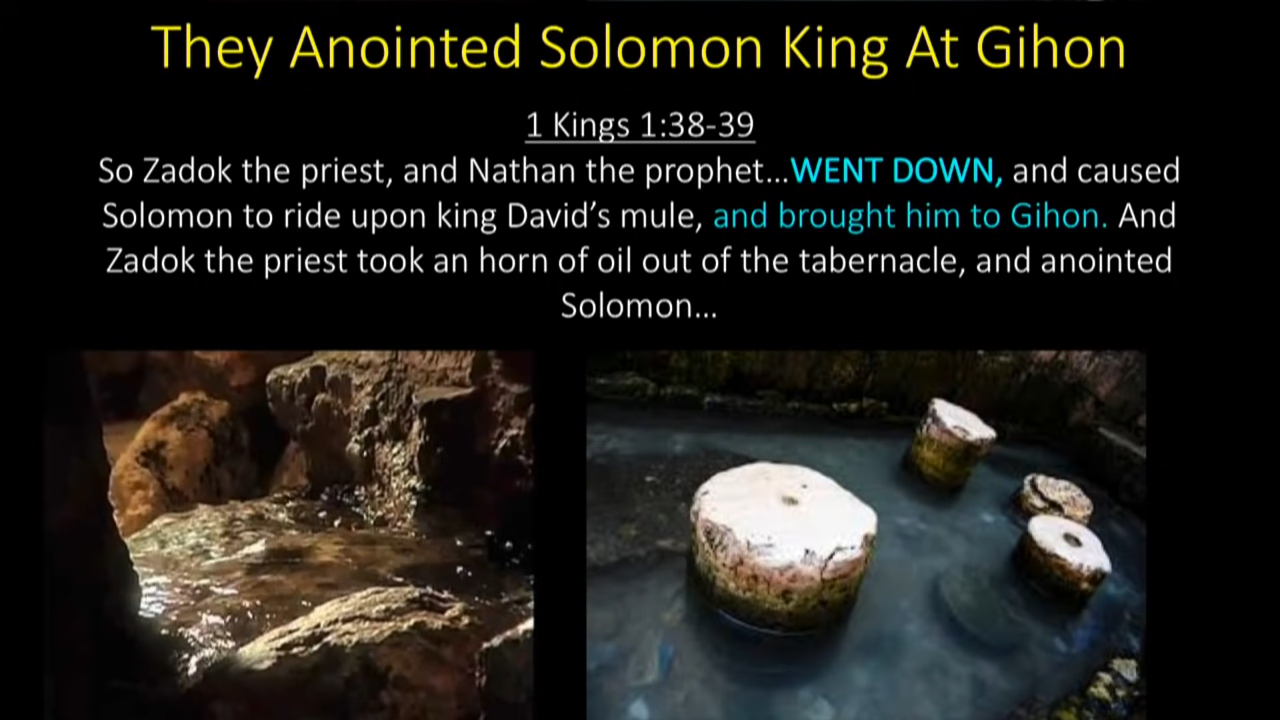 They Anointed Solomon King At Gihon
1 Kings 1:38-39
So Zadok the priest, and Nathan the prophet...WENT DOWN, and caused
Solomon to ride upon king David’s mule, and brought him to Gihon. And
Zadok the priest took an horn of oil out of the tabernacle, and anointed
Solomon...